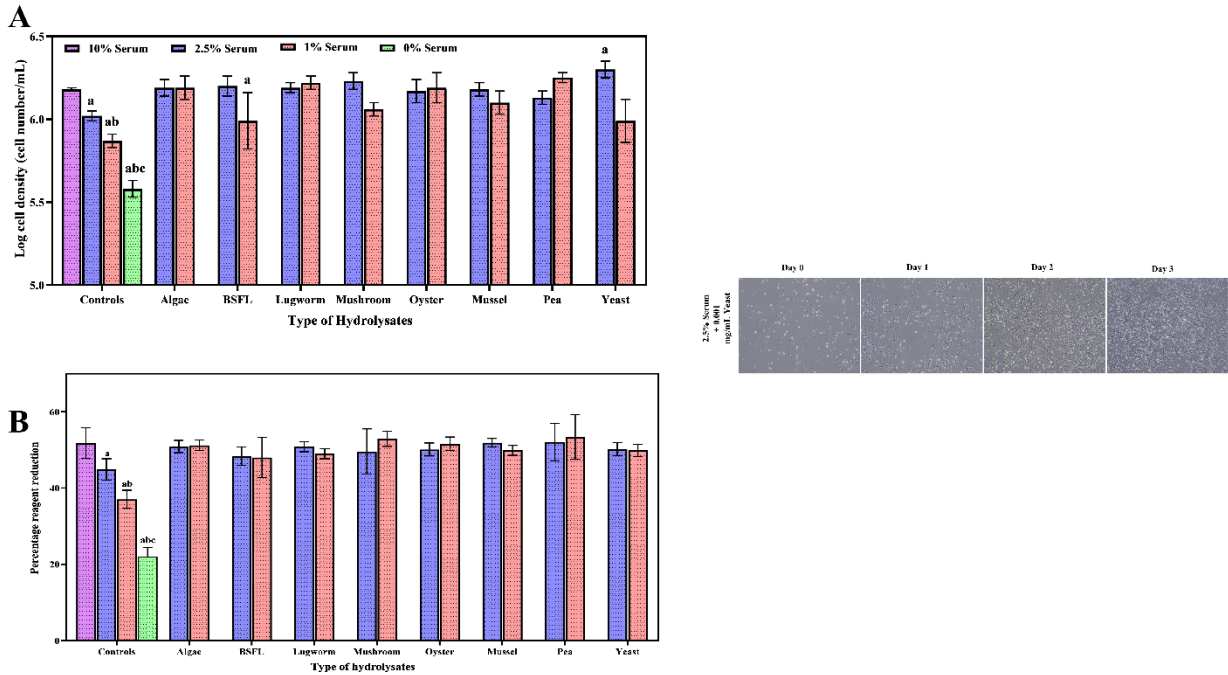 A
10% Serum 2.5% Serum 1% Serum 0% Serum
Log cell density (cell number/mL)
6.5
6.0
5.5
5.0
a
ab
abc
a
a
Controls Algae BSFL Lugworm Mushroom Oyster Mussel Pea Yeast
Type of Hydrolysates
Day 0 Day 1 Day 2 Day 3
2.5% Serum
+ 0.001
mg/mL Yeast
B
Percentage reagent reduction
60
40
20
0
a
ab
abc
Controls Algae BSFL Lugworm Mushroom Oyster Mussel Pea Yeast
Type of hydrolysates